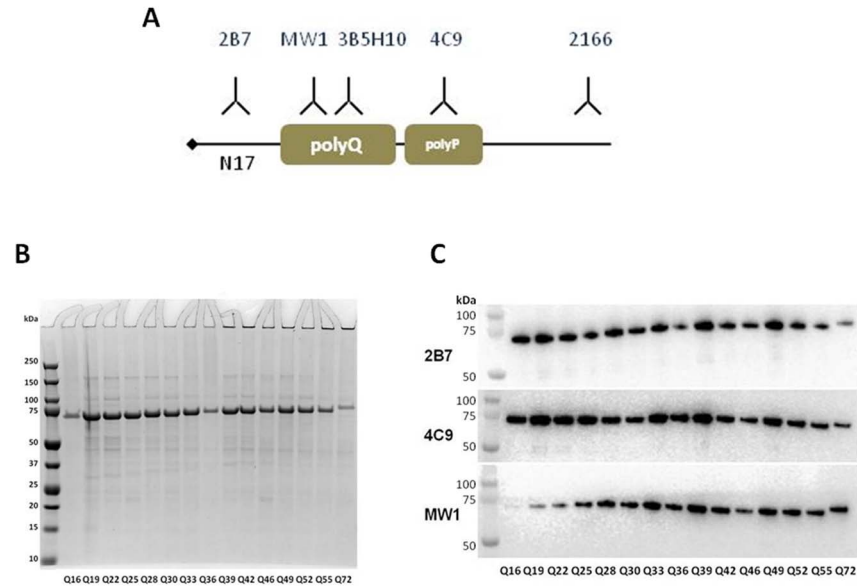 A
2B7 MW1 3B5H10 4C9 2166
polyQ polyP
N17
B
kDa
250
150
100
75
50
37
25
20
15
10
Q16 Q19 Q22 Q25 Q28 Q30 Q33 Q36 Q39 Q42 Q46 Q49 Q52 Q55 Q72
C
kDa
100
75
2B7
50
100
75
4C9
50
100
75
MW1
50
Q16 Q19 Q22 Q25 Q28 Q30 Q33 Q36 Q39 Q42 Q46 Q49 Q52 Q55 Q72